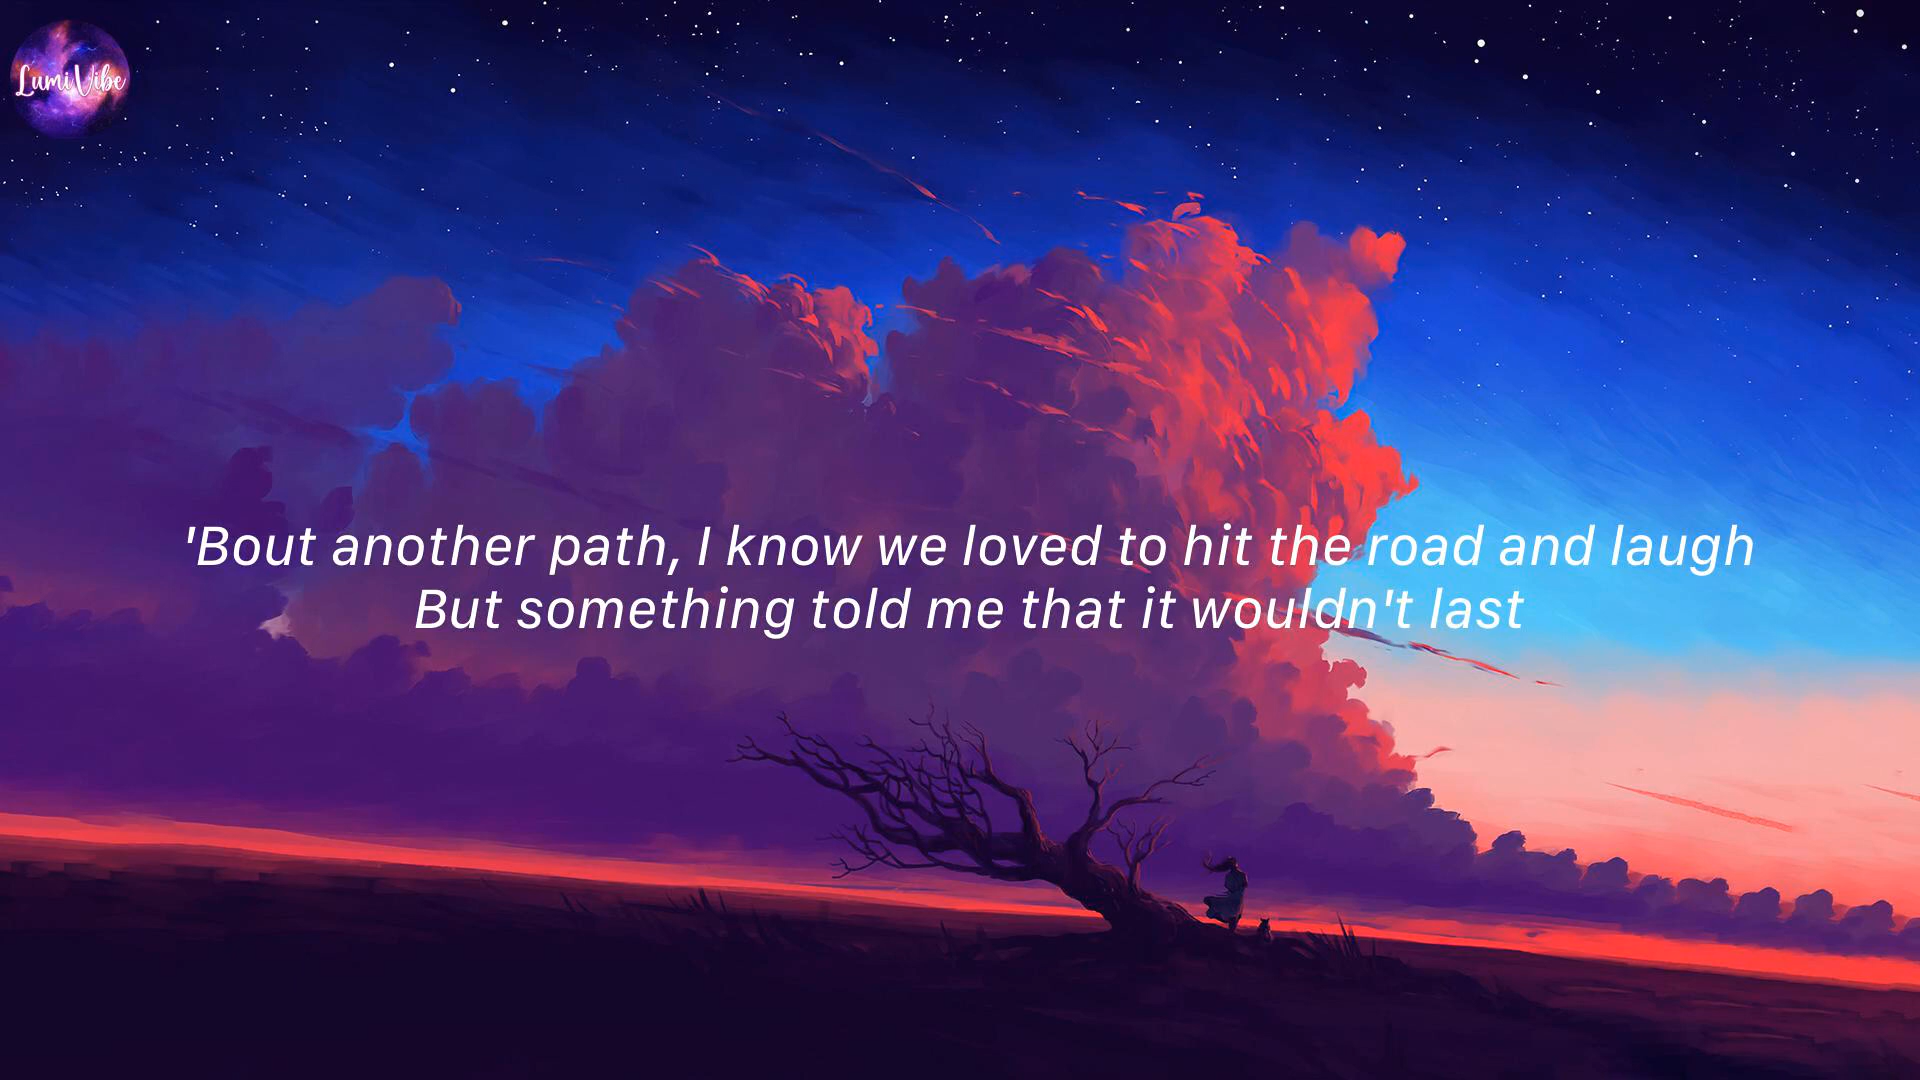 LumiVibe
'Bout another path, I know we loved to hit the road and laugh
But something told me that it wouldn't last